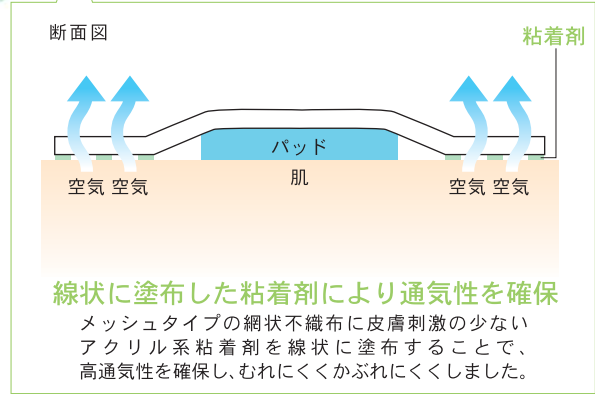 断面図
粘着剤
パッド
空気 空気 肌 空気 空気
線状に塗布した粘着剤により通気性を確保
メッシュタイプの網状不織布に皮膚刺激の少ない
アクリル系粘着剤を線状に塗布することで、
高通気性を確保し、むれにくくかぶれにくくしました。